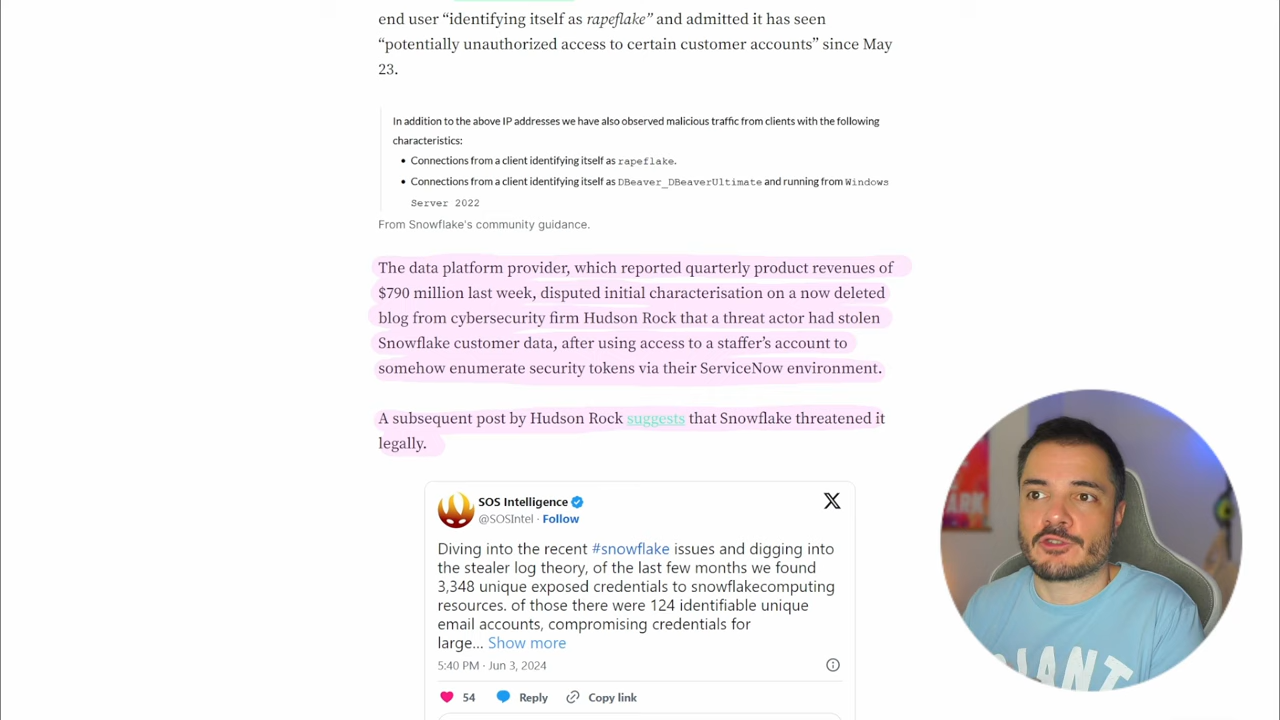 end user “identifying itself as rapeflake” and admitted it has seen
“potentially unauthorized access to certain customer accounts” since May
23.
In addition to the above IP addresses we have also observed malicious traffic from clients with the following
characteristics:
• Connections from a client identifying itself as rapeflake.
• Connections from a client identifying itself as DBeaver_DBeaverUltimate and running from Windows
Server 2022
From Snowflake's community guidance.
The data platform provider, which reported quarterly product revenues of
$790 million last week, disputed initial characterisation on a now deleted
blog from cybersecurity firm Hudson Rock that a threat actor had stolen
Snowflake customer data, after using access to a staffer’s account to
somehow enumerate security tokens via their ServiceNow environment.
A subsequent post by Hudson Rock suggests that Snowflake threatened it
legally.
SOS Intelligence
@SOSIntel · Follow
Diving into the recent #snowflake issues and digging into
the stealer log theory, of the last few months we found
3,348 unique exposed credentials to snowflakecomputing
resources. of those there were 124 identifiable unique
email accounts, compromising credentials for
large... Show more
5:40 PM · Jun 3, 2024
54 Reply Copy link